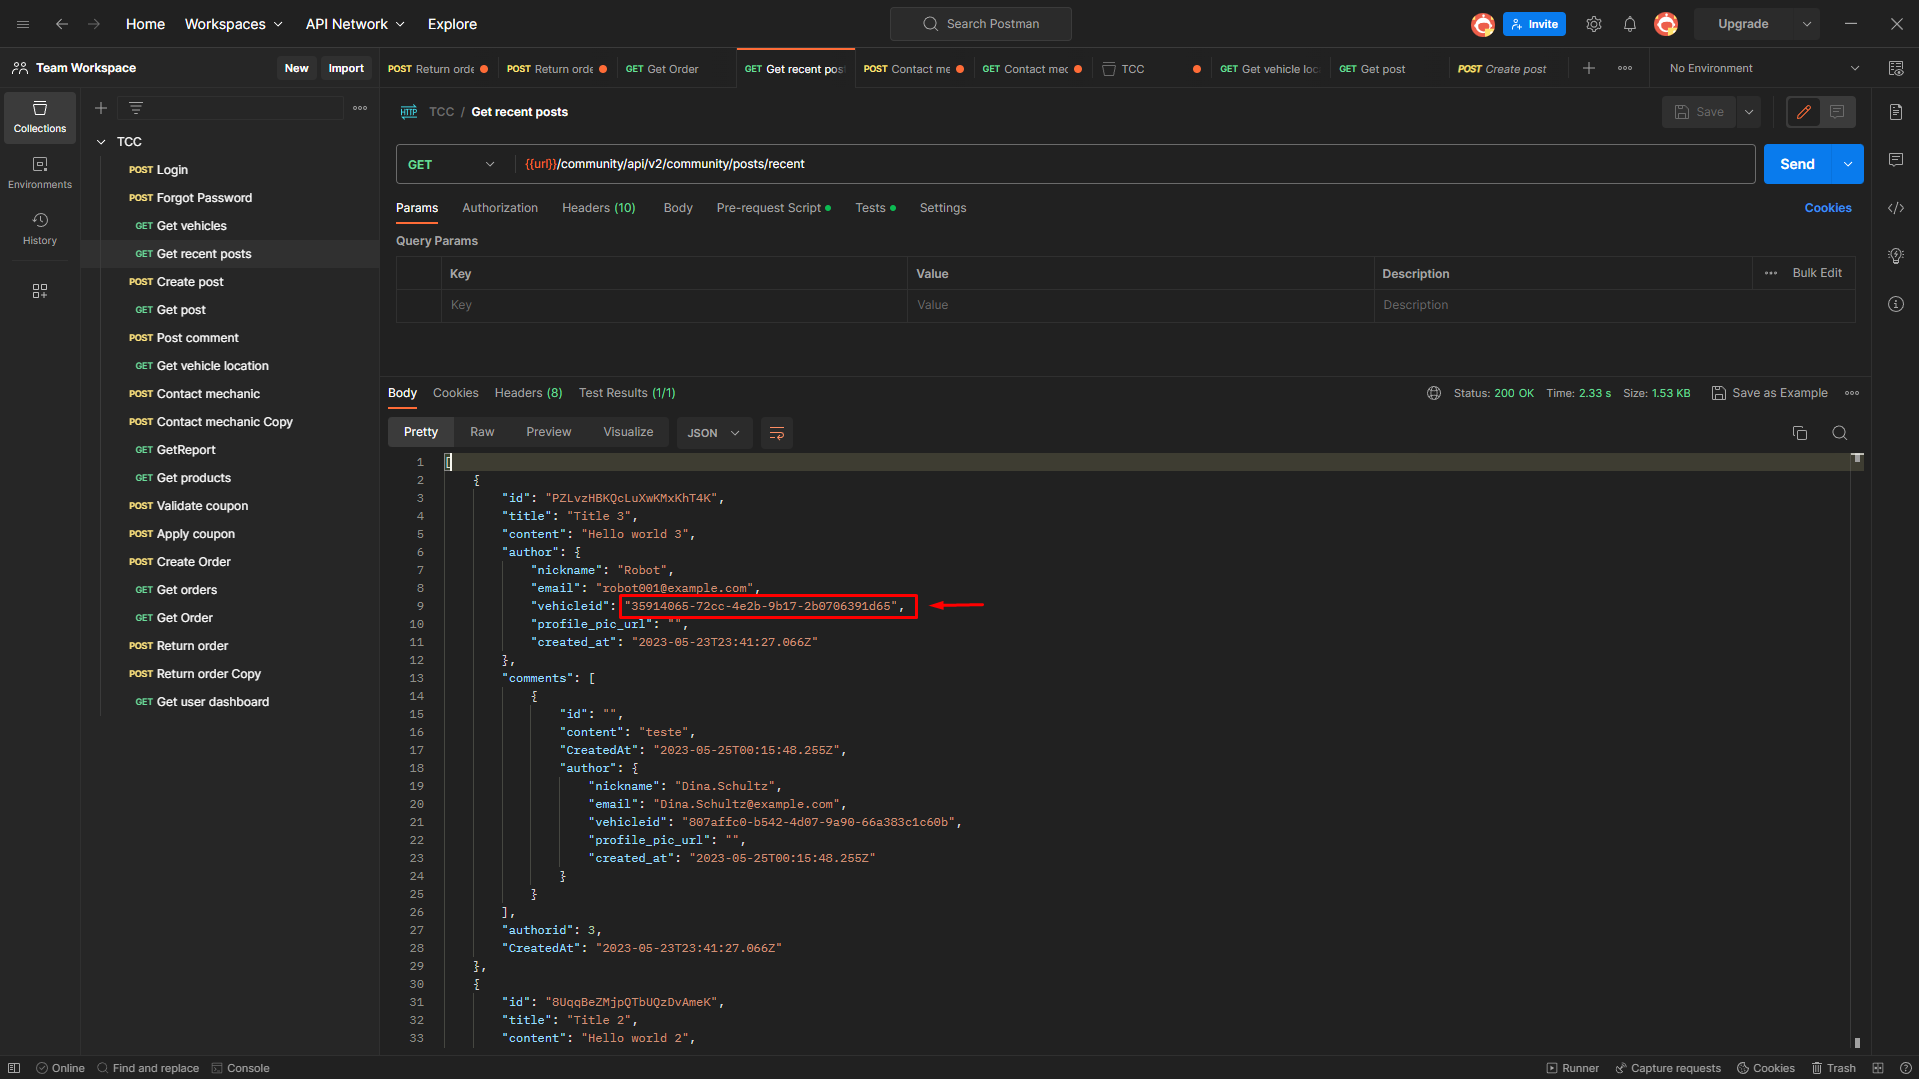 Home
Workspaces
API Network
Explore
Search Postman
Invite
Upgrade
Team Workspace
New
Import
POST Return orde
POST Return orde
GET Get Order
GET Get recent pos
POST Contact me
GET Contact mec
TCC
GET Get vehicle loc
GET Get post
POST Create post
No Environment
Collections
Environments
History
TCC
POST Login
POST Forgot Password
GET Get vehicles
GET Get recent posts
POST Create post
GET Get post
POST Post comment
GET Get vehicle location
POST Contact mechanic
POST Contact mechanic Copy
POST GetReport
GET Get products
POST Validate coupon
POST Apply coupon
POST Create Order
GET Get orders
GET Get Order
POST Return order
POST Return order Copy
GET Get user dashboard
HTTP TCC / Get recent posts
Save
GET
{{url}}/community/api/v2/community/posts/recent
Send
Params
Authorization
Headers (10)
Body
Pre-request Script
Tests
Settings
Cookies
Query Params
Key
Value
Description
Bulk Edit
Key
Value
Description
Body
Cookies
Headers (8)
Test Results (1/1)
Status: 200 OK
Time: 2.33 s
Size: 1.53 KB
Save as Example
Pretty
Raw
Preview
Visualize
JSON
1 [
2 {
3 "id": "PZLvzHBKQcLuXwKMxKhT4K",
4 "title": "Title 3",
5 "content": "Hello world 3",
6 "author": {
7 "nickname": "Robot",
8 "email": "robot001@example.com",
9 "vehicleid": "35914065-72cc-4e2b-9b17-2b0706391d65",
10 "profile_pic_url": "",
11 "created_at": "2023-05-23T23:41:27.066Z"
12 },
13 "comments": [
14 {
15 "id": "",
16 "content": "teste",
17 "CreatedAt": "2023-05-25T00:15:48.255Z",
18 "author": {
19 "nickname": "Dina.Schultz",
20 "email": "Dina.Schultz@example.com",
21 "vehicleid": "807affc0-b542-4d07-9a90-66a383c1c60b",
22 "profile_pic_url": "",
23 "created_at": "2023-05-25T00:15:48.255Z"
24 }
25 }
26 ],
27 "authorid": 3,
28 "CreatedAt": "2023-05-23T23:41:27.066Z"
29 },
30 {
31 "id": "8UqqBeZMjpQTbUQzDvAmeK",
32 "title": "Title 2",
33 "content": "Hello world 2",
Online
Find and replace
Console
Runner
Capture requests
Cookies
Trash